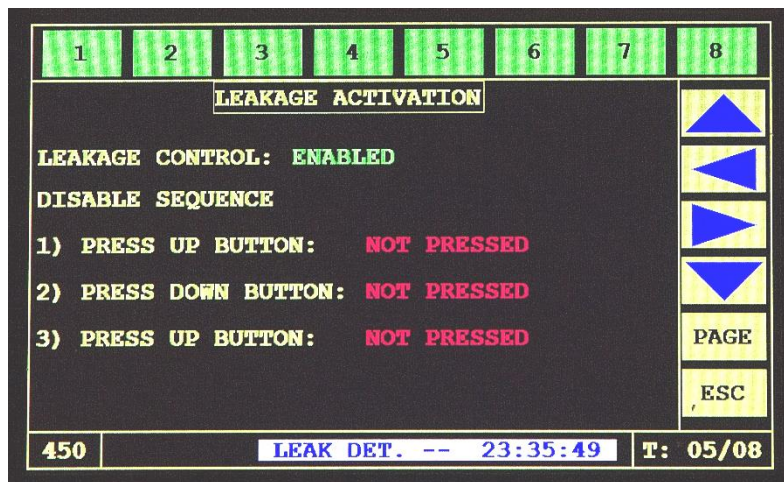 1 2 3 4 5 6 7 8
LEAKAGE ACTIVATION
LEAKAGE CONTROL: ENABLED
DISABLE SEQUENCE
1) PRESS UP BUTTON: NOT PRESSED
2) PRESS DOWN BUTTON: NOT PRESSED
3) PRESS UP BUTTON: NOT PRESSED
PAGE
ESC
450 LEAK DET. -- 23:35:49 T: 05/08